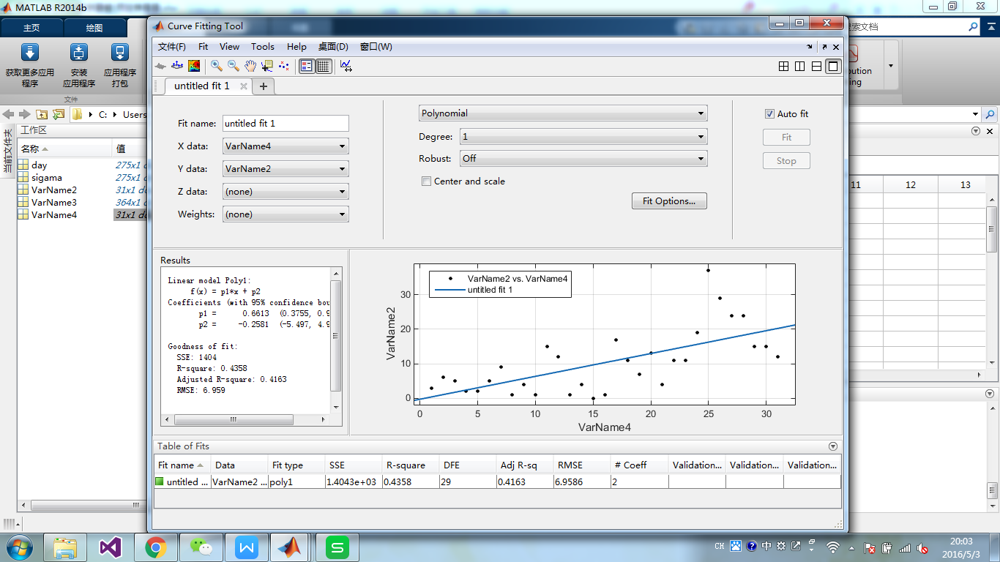 MATLAB R2014b
主页 绘图
搜索文档
获取更多应用程序
安装应用程序
应用程序打包
文件
C: Users
工作区
当前文件夹
名称 值
day 275x1
sigama 275x1
VarName2 31x1
VarName3 364x1
VarName4 31x1
Curve Fitting Tool
文件(F) Fit View Tools Help 桌面(D) 窗口(W)
untitled fit 1
Fit name: untitled fit 1
X data: VarName4
Y data: VarName2
Z data: (none)
Weights: (none)
Polynomial
Degree: 1
Robust: Off
Center and scale
Fit Options...
Auto fit
Fit
Stop
11 12 13
Results
Linear model Poly1:
f(x) = p1*x + p2
Coefficients (with 95% confidence bou
p1 = 0.6613 (0.3755, 0.9
p2 = -0.2581 (-5.497, 4.9
Goodness of fit:
SSE: 1404
R-square: 0.4358
Adjusted R-square: 0.4163
RMSE: 6.959
VarName2 vs. VarName4
untitled fit 1
VarName2
30
20
10
0
0 5 10 15 20 25 30
VarName4
Table of Fits
Fit name Data Fit type SSE R-square DFE Adj R-sq RMSE # Coeff Validation... Validation... Validation...
untitled ... VarName2 ... poly1 1.4043e+03 0.4358 29 0.4163 6.9586 2
CH 中
20:03
2016/5/3